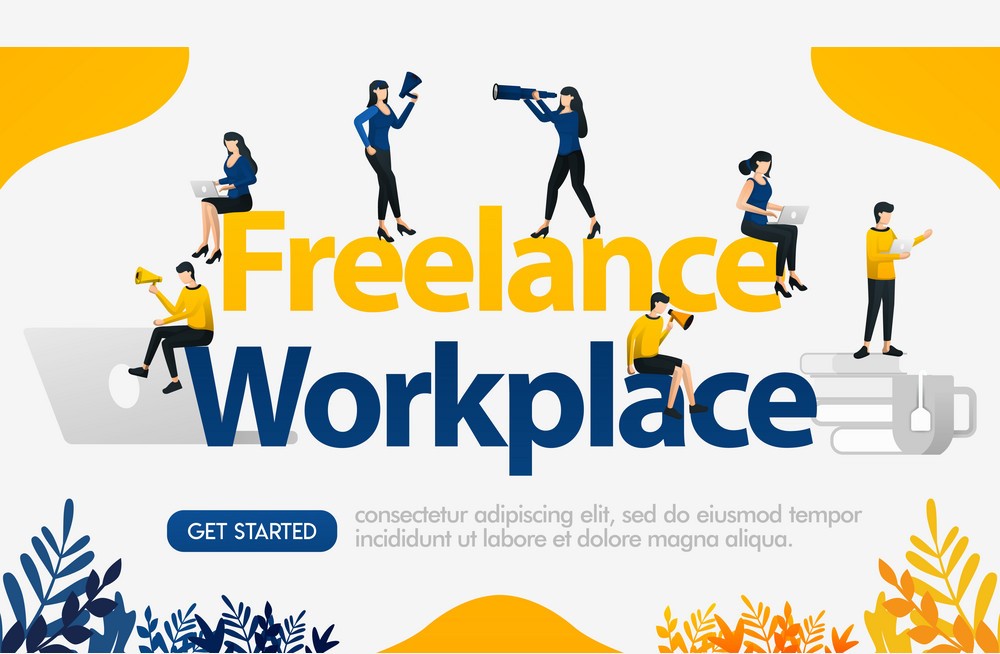 Freelance
Workplace
GET STARTED
consectetur adipiscing elit, sed do eiusmod tempor
incididunt ut labore et dolore magna aliqua.